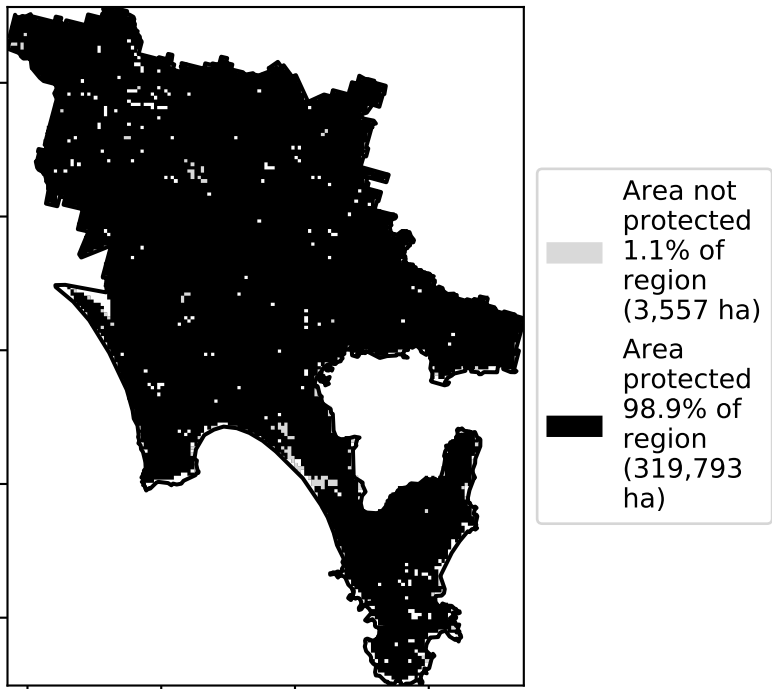 Area not
protected
1.1% of
region
(3,557 ha)
Area
protected
98.9% of
region
(319,793
ha)